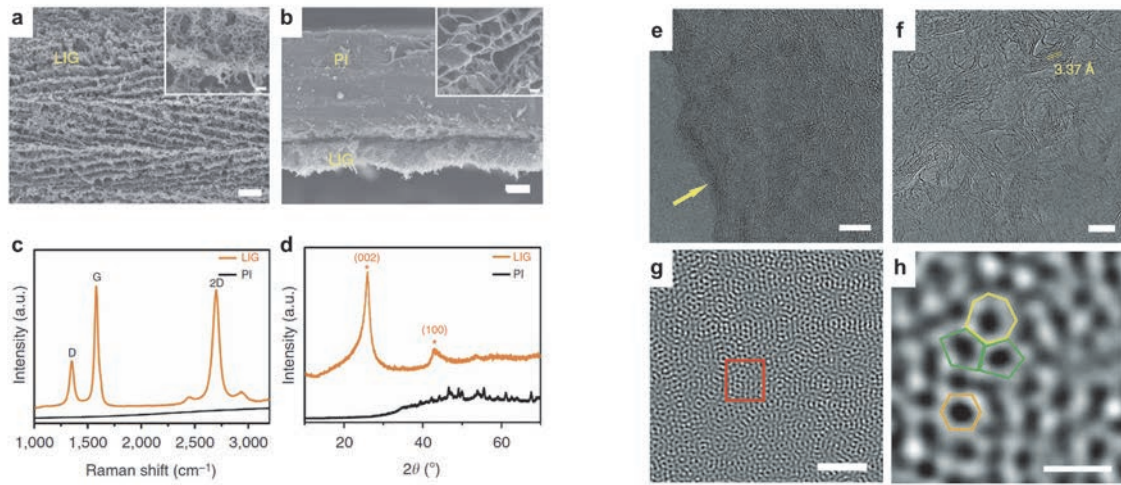 a
LIG
b
PI
LIG
c
Intensity (a.u.)
D
G
2D
LIG
PI
1,000
1,500
2,000
2,500
3,000
Raman shift (cm⁻¹)
d
Intensity (a.u.)
(002)
(100)
LIG
PI
20
40
60
2θ (°)
e
f
3.37 Å
g
h